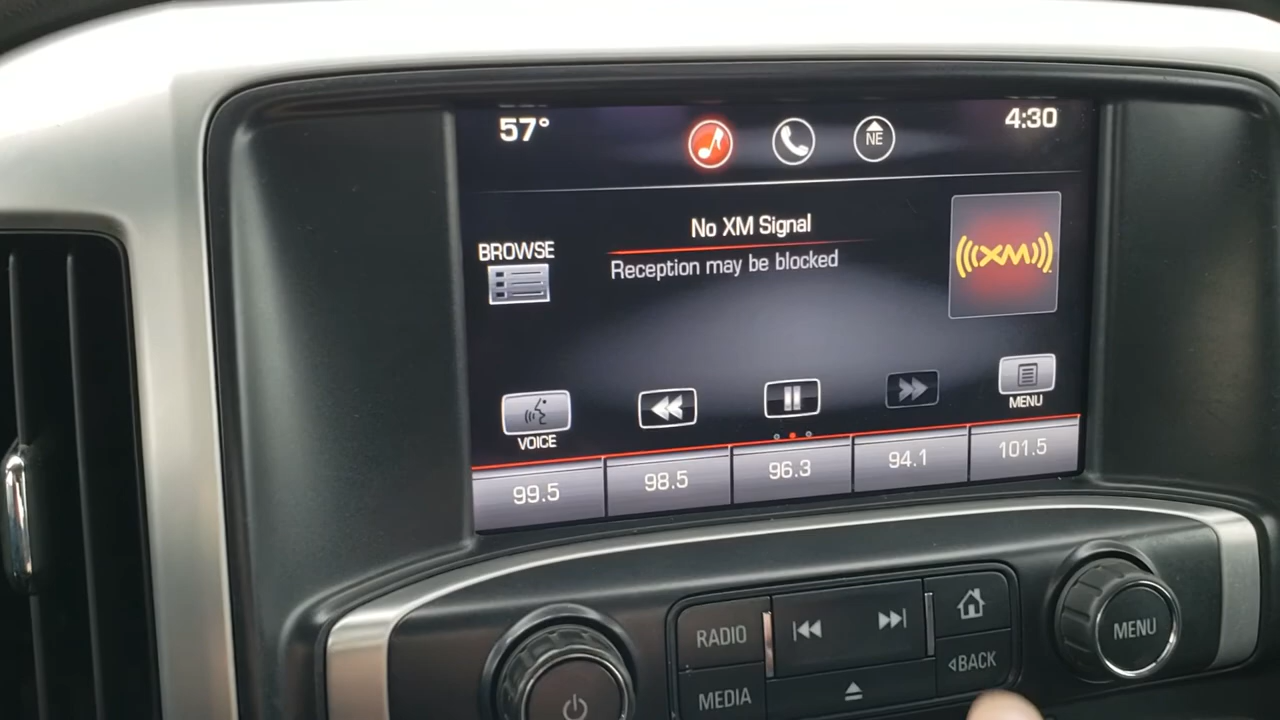 57°
NE
4:30
No XM Signal
Reception may be blocked
BROWSE
XM
VOICE
MENU
99.5
98.5
96.3
94.1
101.5
RADIO
MEDIA
BACK
MENU